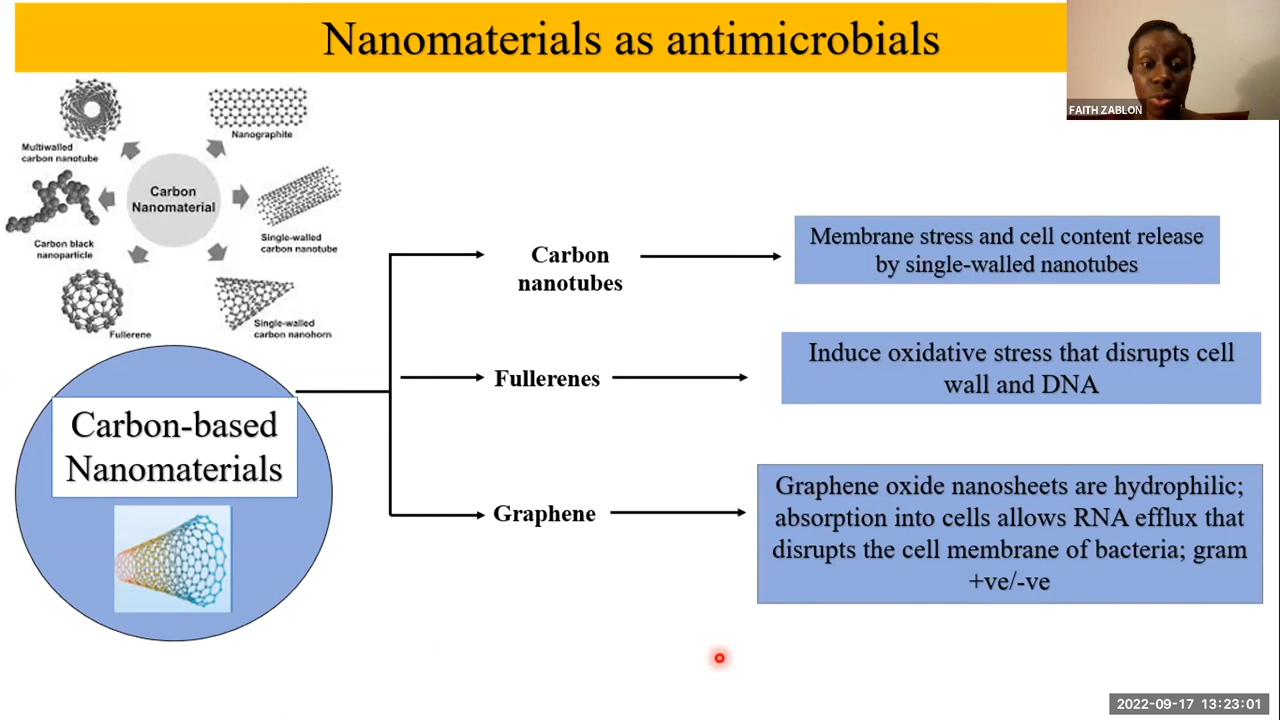 Nanomaterials as antimicrobials
FAITH ZABLON
Multiwalled
carbon nanotube
Nanographite
Carbon
Nanomaterial
Carbon black
nanoparticle
Single-walled
carbon nanotube
Fullerene
Single-walled
carbon nanohorn
Carbon-based
Nanomaterials
Carbon
nanotubes
Membrane stress and cell content release
by single-walled nanotubes
Fullerenes
Induce oxidative stress that disrupts cell
wall and DNA
Graphene
Graphene oxide nanosheets are hydrophilic;
absorption into cells allows RNA efflux that
disrupts the cell membrane of bacteria; gram
+ve/-ve
2022-09-17 13:23:01